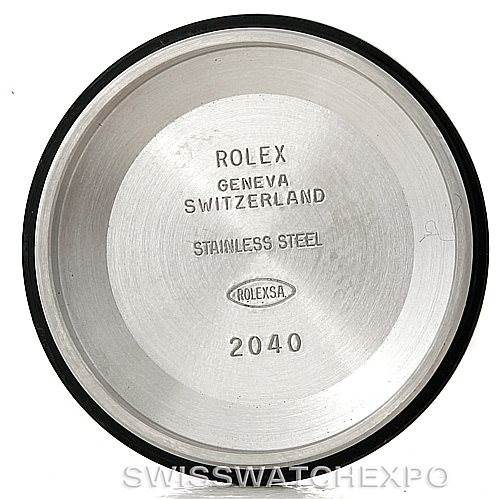 ROLEX
GENEVA
SWITZERLAND
STAINLESS STEEL
ROLEXSA
2040
SWISSWATCHEXPO